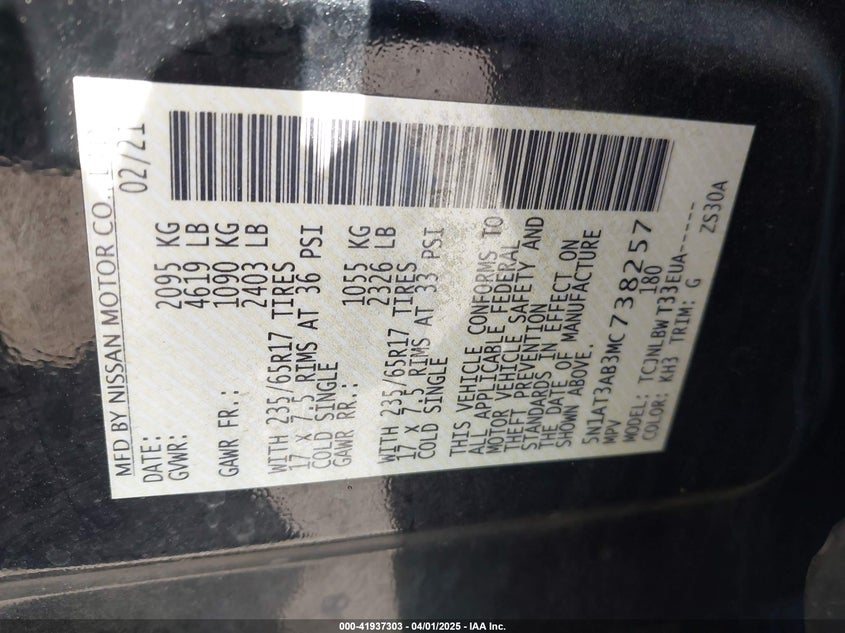 MFD BY NISSAN MOTOR CO.,
DATE: 02/21
GVWR: 2095 KG
4619 LB
GAWR FR.: 1090 KG
2403 LB
WITH 235/65R17 TIRES
17 X 7.5 RIMS AT 36 PSI
COLD SINGLE
GAWR RR.: 1055 KG
2326 LB
WITH 235/65R17 TIRES
17 X 7.5 RIMS AT 33 PSI
COLD SINGLE
THIS VEHICLE CONFORMS TO
ALL APPLICABLE FEDERAL
MOTOR VEHICLE SAFETY AND
THEFT PREVENTION
STANDARDS IN EFFECT ON
THE DATE OF MANUFACTURE
SHOWN ABOVE.
5N1AT3AB3MC738257
MPV 180
MODEL: TCJNLBW T33EUA------
COLOR: KH3 TRIM: G
ZS30A
000-41937303 - 04/01/2025 - IAA Inc.